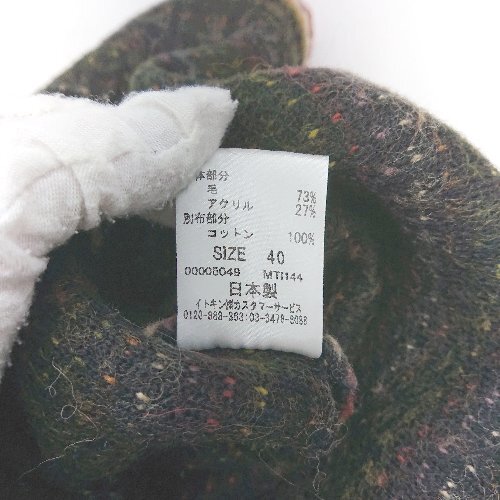 体部分
毛 73%
アクリル 27%
別布部分
コットン 100%
SIZE 40
MTI144
日本製
イトキン㈱カスタマーサービス